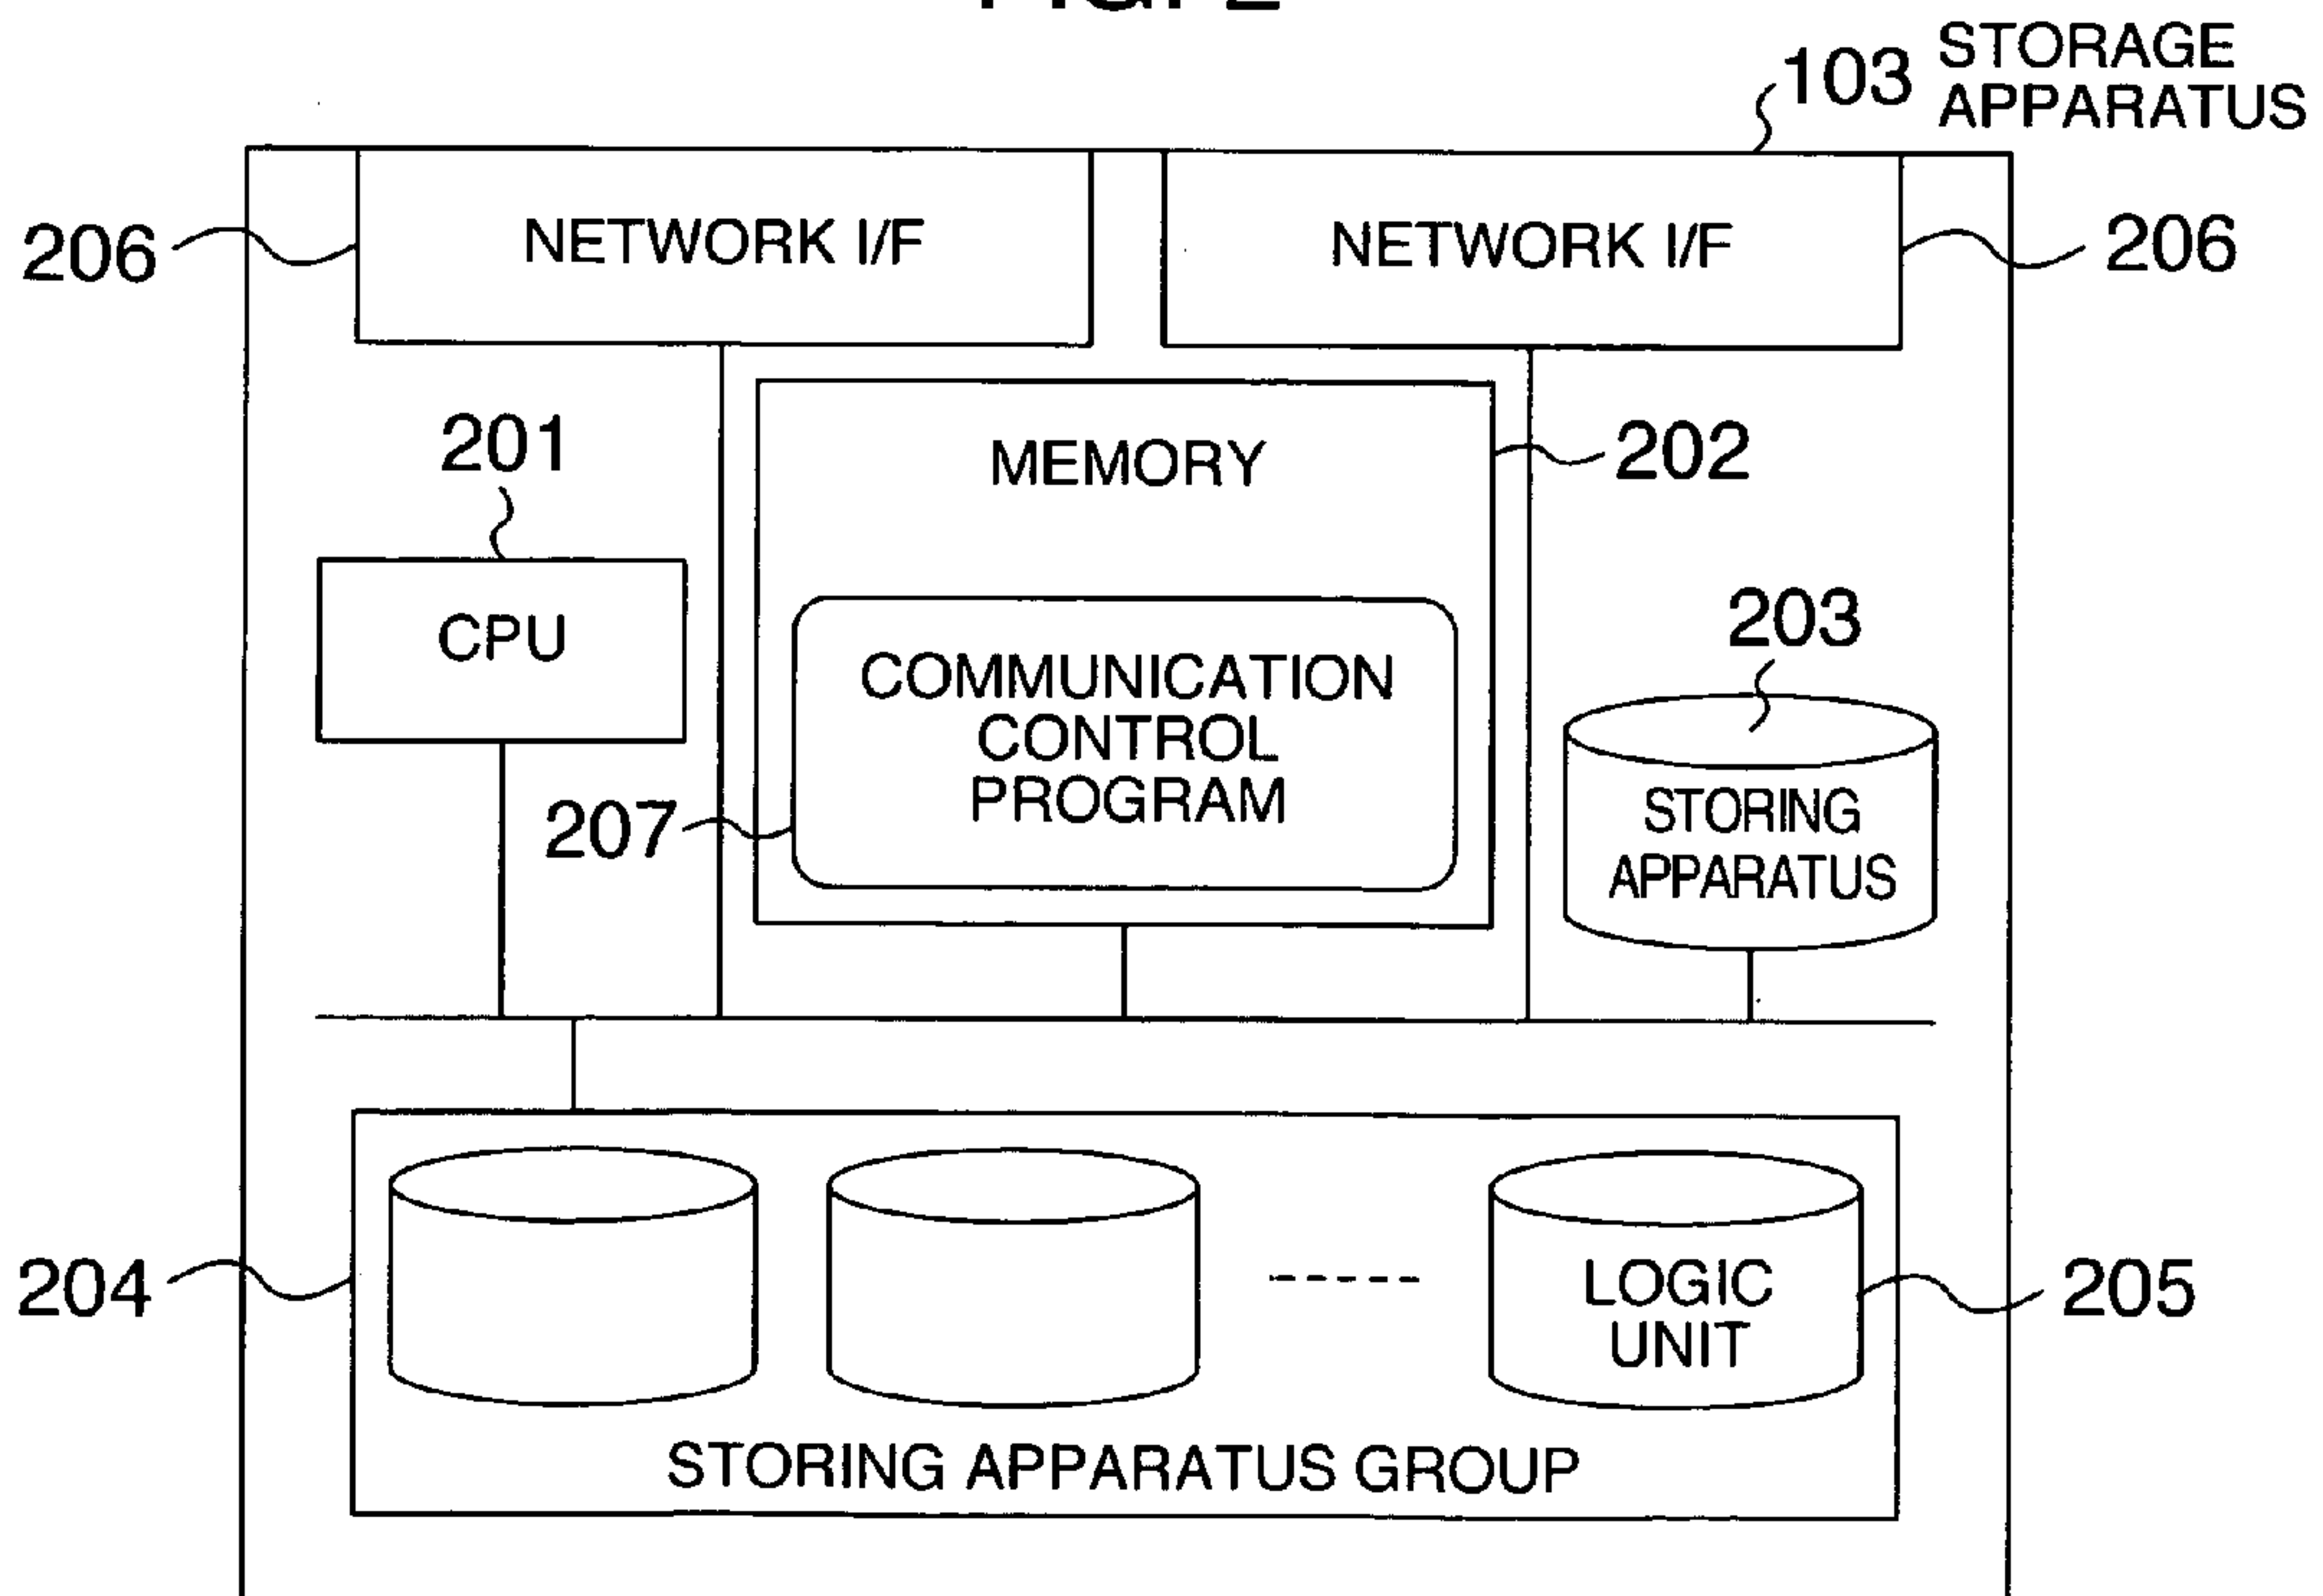 103 STORAGE
APPARATUS
206 NETWORK I/F NETWORK I/F 206
201
MEMORY 202
CPU
203
COMMUNICATION
CONTROL
PROGRAM
207
STORING
APPARATUS
204 205
LOGIC
UNIT
STORING APPARATUS GROUP